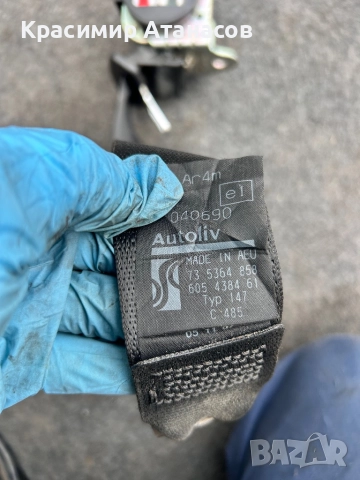 Красимир Атанасов
Ar4m
e1
040690
Autoliv
MADE IN AEU
73 5364 858
605 4384 61
Typ 147
C 485
BAZAR